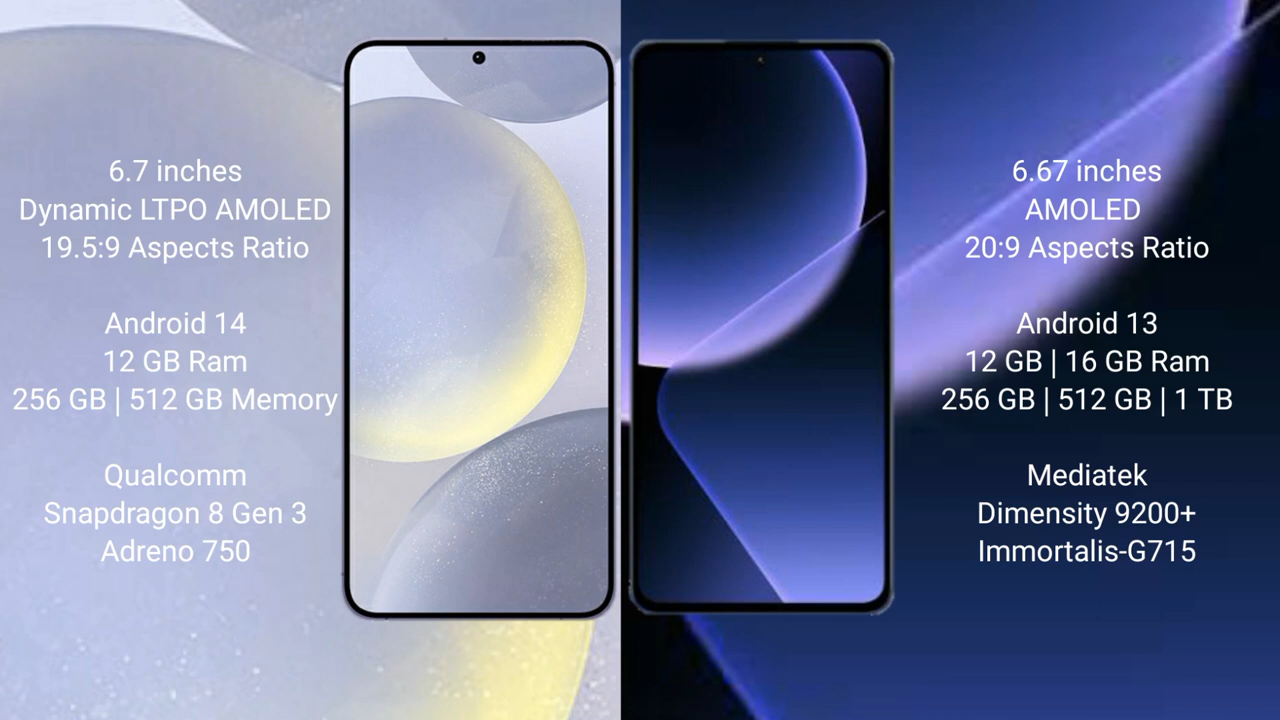 6.7 inches
Dynamic LTPO AMOLED
19.5:9 Aspects Ratio
Android 14
12 GB Ram
256 GB | 512 GB Memory
Qualcomm
Snapdragon 8 Gen 3
Adreno 750
6.67 inches
AMOLED
20:9 Aspects Ratio
Android 13
12 GB | 16 GB Ram
256 GB | 512 GB | 1 TB
Mediatek
Dimensity 9200+
Immortalis-G715